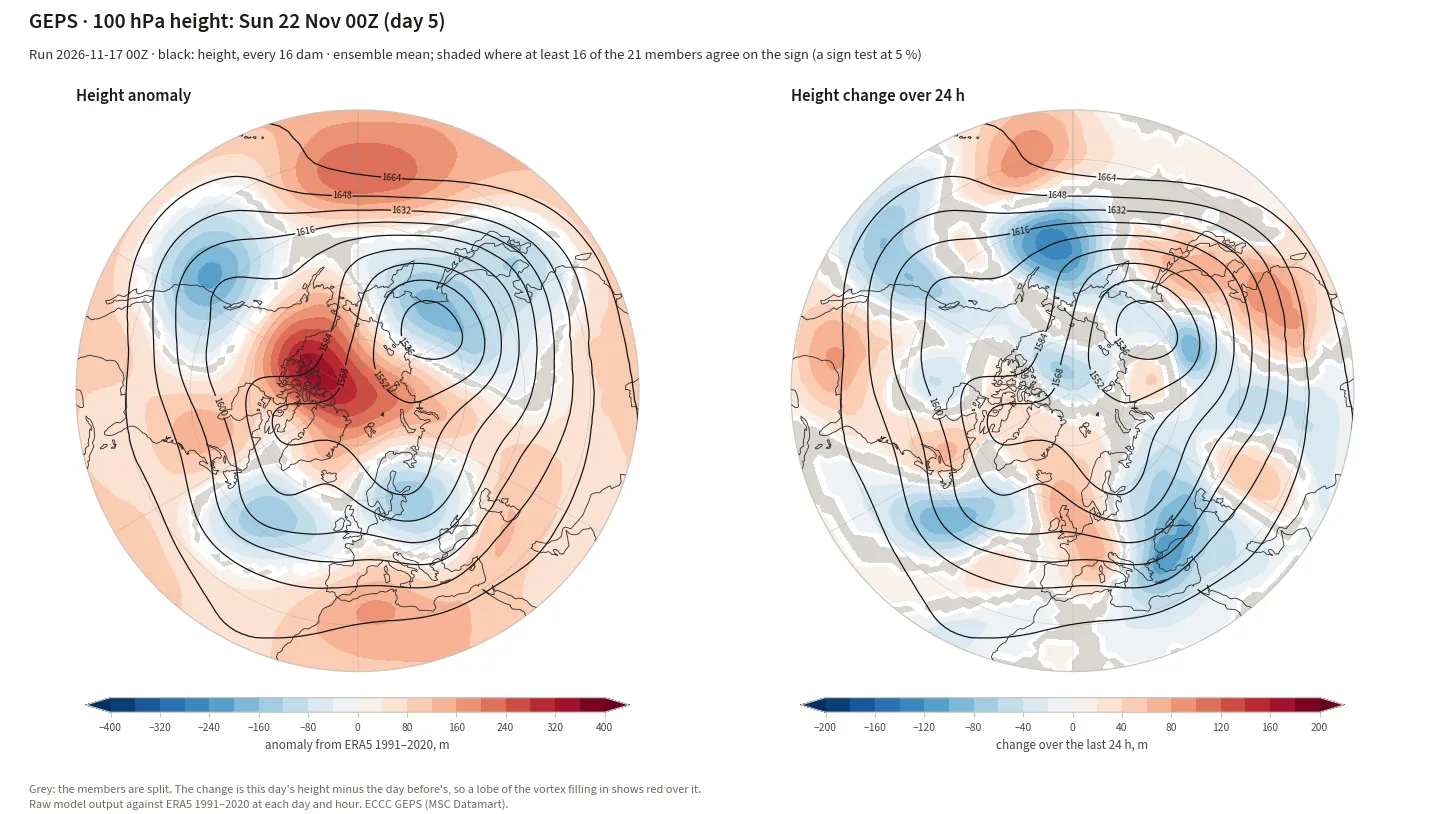 GEPS · 100 hPa height: Sun 22 Nov 00Z (day 5)
Run 2026-11-17 00Z · black: height, every 16 dam · ensemble mean; shaded where at least 16 of the 21 members agree on the sign (a sign test at 5 %)
Height anomaly
1664
1648
1632
1616
1584
1536
1568
1552
1600
−400 −320 −240 −160 −80 0 80 160 240 320 400
anomaly from ERA5 1991–2020, m
Height change over 24 h
1664
1648
1632
1616
1584
1536
1568
1552
1600
−200 −160 −120 −80 −40 0 40 80 120 160 200
change over the last 24 h, m
Grey: the members are split. The change is this day's height minus the day before's, so a lobe of the vortex filling in shows red over it.
Raw model output against ERA5 1991–2020 at each day and hour. ECCC GEPS (MSC Datamart).